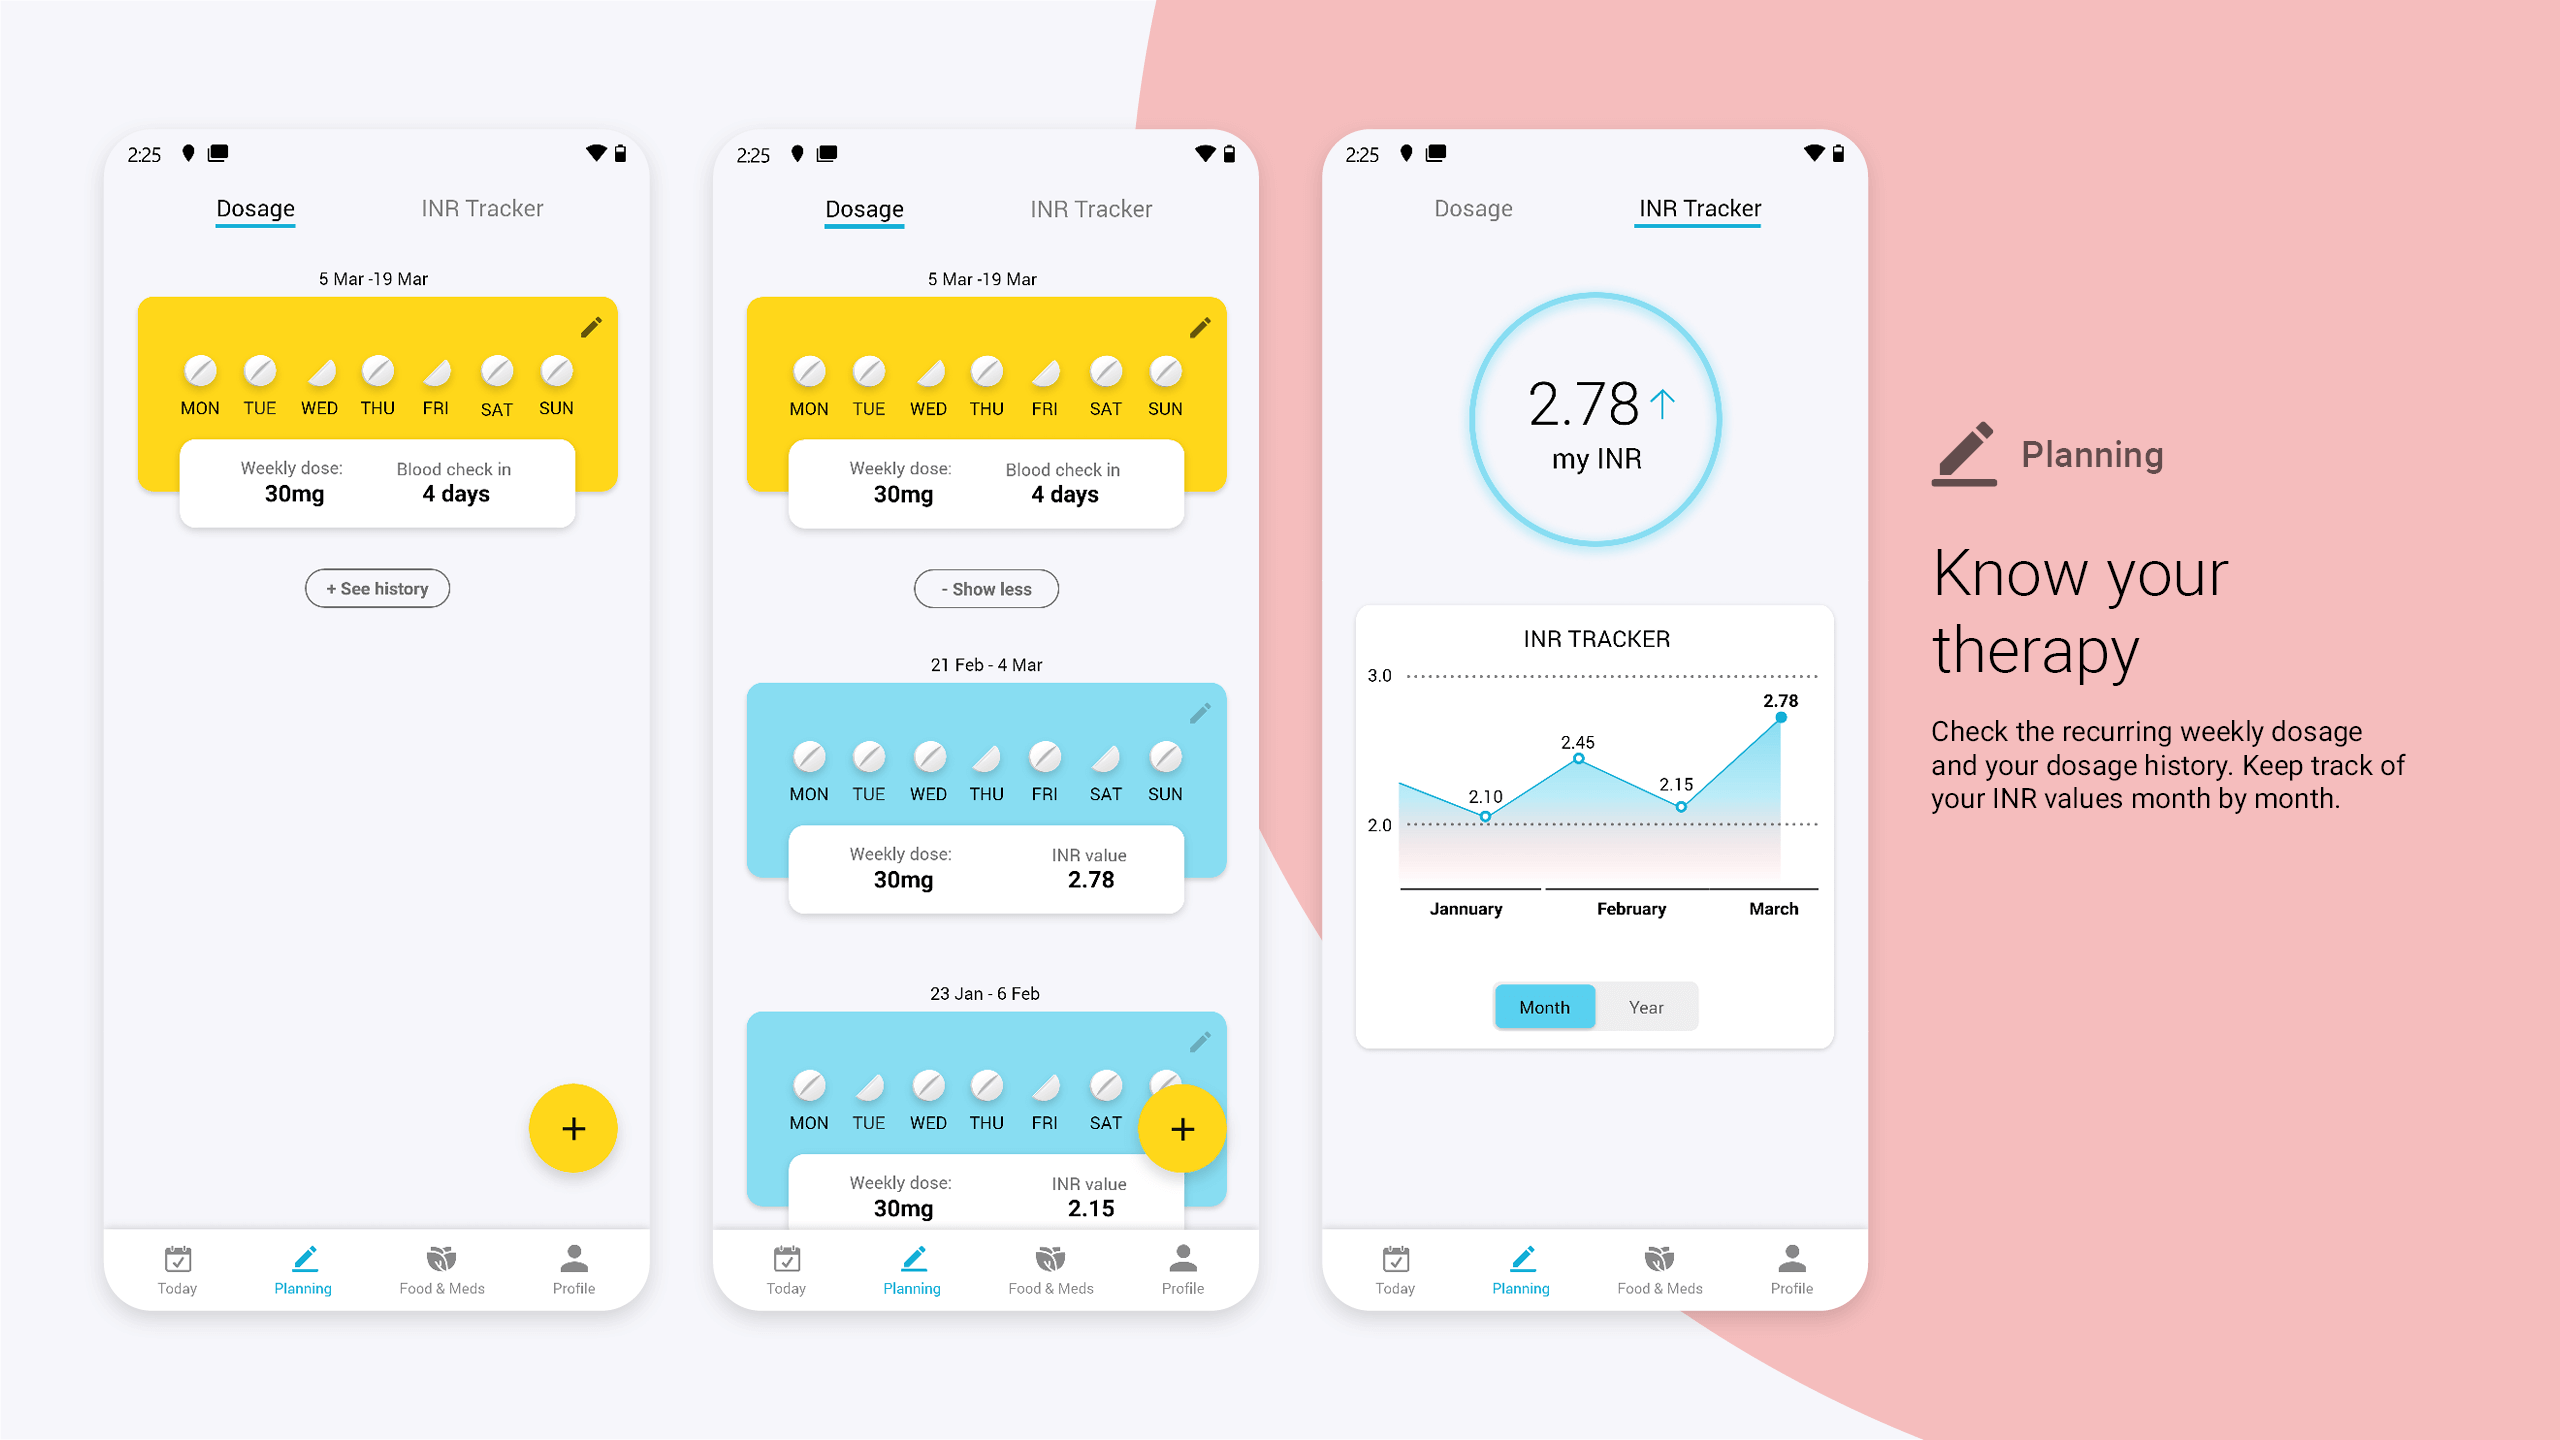 2:25
Dosage INR Tracker
5 Mar -19 Mar
MON TUE WED THU FRI SAT SUN
Weekly dose: Blood check in
30mg 4 days
+ See history
+
Today Planning Food & Meds Profile
2:25
Dosage INR Tracker
5 Mar -19 Mar
MON TUE WED THU FRI SAT SUN
Weekly dose: Blood check in
30mg 4 days
- Show less
21 Feb - 4 Mar
MON TUE WED THU FRI SAT SUN
Weekly dose: INR value
30mg 2.78
23 Jan - 6 Feb
MON TUE WED THU FRI SAT
+
Weekly dose: INR value
30mg 2.15
Today Planning Food & Meds Profile
2:25
Dosage INR Tracker
2.78
my INR
INR TRACKER
3.0
2.78
2.45
2.15
2.10
2.0
Jannuary February March
Month Year
Today Planning Food & Meds Profile
Planning
Know your
therapy
Check the recurring weekly dosage
and your dosage history. Keep track of
your INR values month by month.